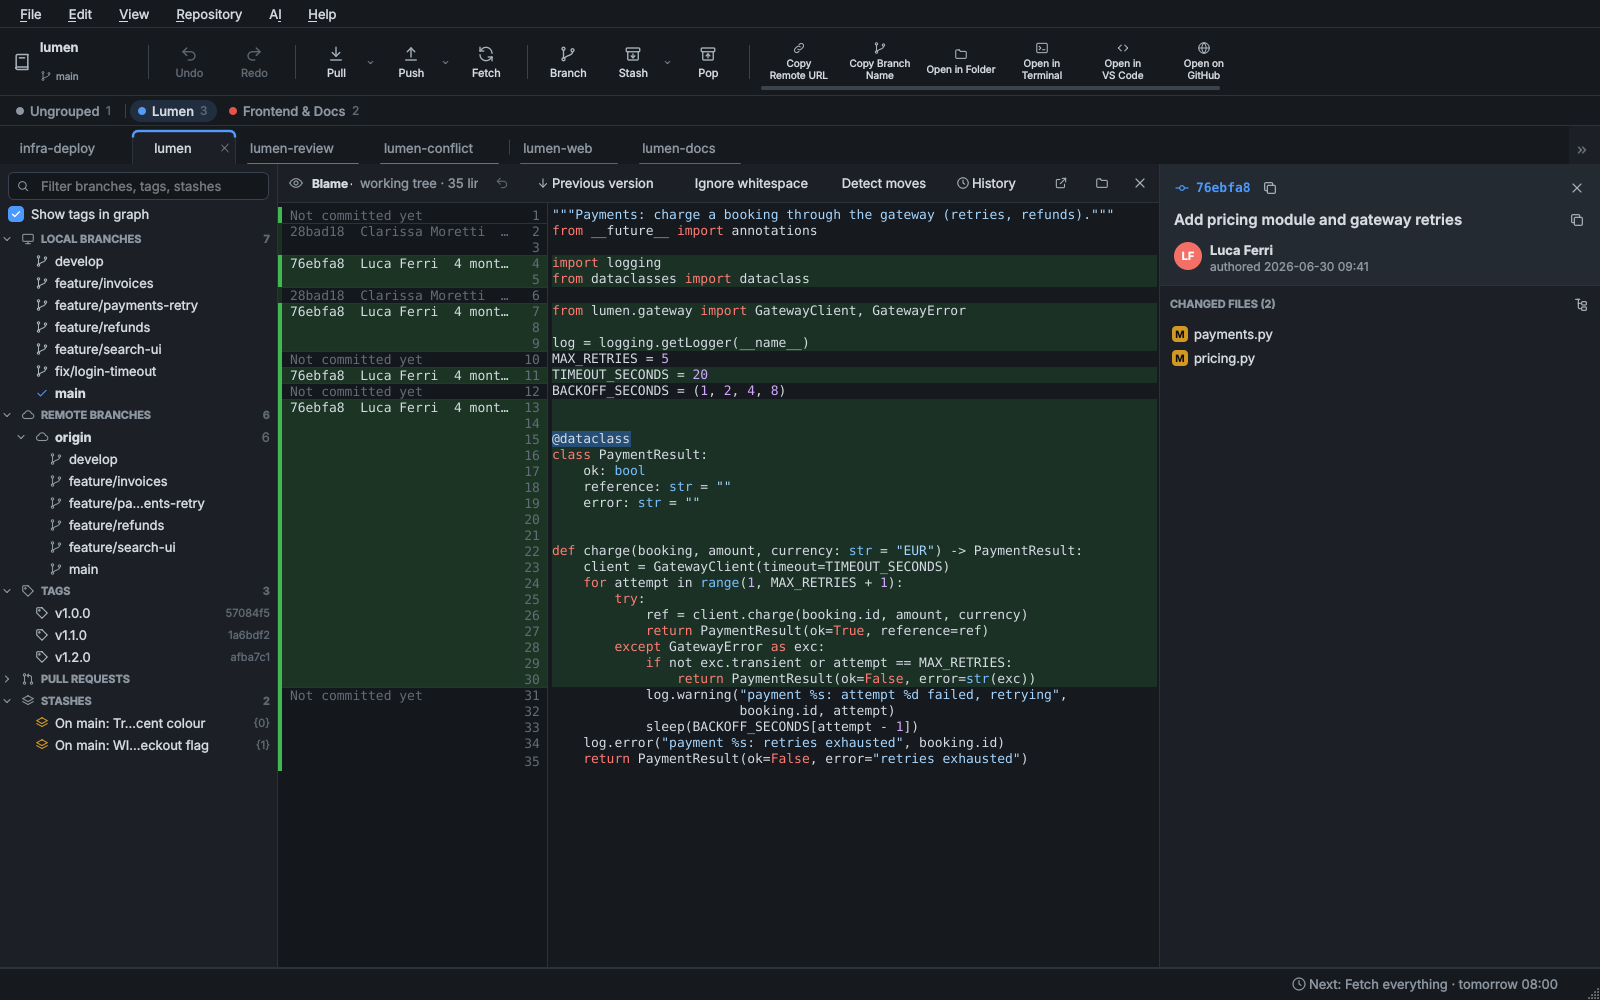 File Edit View Repository AI Help
lumen
main
Undo Redo Pull Push Fetch Branch Stash Pop
Copy Remote URL
Copy Branch Name
Open in Folder
Open in Terminal
Open in VS Code
Open on GitHub
Ungrouped 1 Lumen 3 Frontend & Docs 2
infra-deploy lumen lumen-review lumen-conflict lumen-web lumen-docs
Filter branches, tags, stashes
Show tags in graph
LOCAL BRANCHES 7
develop
feature/invoices
feature/payments-retry
feature/refunds
feature/search-ui
fix/login-timeout
main
REMOTE BRANCHES 6
origin 6
develop
feature/invoices
feature/pa...ents-retry
feature/refunds
feature/search-ui
main
TAGS 3
v1.0.0 57084f5
v1.1.0 1a6bdf2
v1.2.0 afba7c1
PULL REQUESTS
STASHES 2
On main: Tr...cent colour {0}
On main: WI...eckout flag {1}
Blame · working tree · 35 lir Previous version Ignore whitespace Detect moves History
Not committed yet 1 """Payments: charge a booking through the gateway (retries, refunds)."""
28bad18 Clarissa Moretti … 2 from __future__ import annotations
3
76ebfa8 Luca Ferri 4 mont… 4 import logging
5 from dataclasses import dataclass
28bad18 Clarissa Moretti … 6
76ebfa8 Luca Ferri 4 mont… 7 from lumen.gateway import GatewayClient, GatewayError
8
9 log = logging.getLogger(__name__)
Not committed yet 10 MAX_RETRIES = 5
76ebfa8 Luca Ferri 4 mont… 11 TIMEOUT_SECONDS = 20
Not committed yet 12 BACKOFF_SECONDS = (1, 2, 4, 8)
76ebfa8 Luca Ferri 4 mont… 13
14
15 @dataclass
16 class PaymentResult:
17 ok: bool
18 reference: str = ""
19 error: str = ""
20
21
22 def charge(booking, amount, currency: str = "EUR") -> PaymentResult:
23 client = GatewayClient(timeout=TIMEOUT_SECONDS)
24 for attempt in range(1, MAX_RETRIES + 1):
25 try:
26 ref = client.charge(booking.id, amount, currency)
27 return PaymentResult(ok=True, reference=ref)
28 except GatewayError as exc:
29 if not exc.transient or attempt == MAX_RETRIES:
30 return PaymentResult(ok=False, error=str(exc))
Not committed yet 31 log.warning("payment %s: attempt %d failed, retrying",
32 booking.id, attempt)
33 sleep(BACKOFF_SECONDS[attempt - 1])
34 log.error("payment %s: retries exhausted", booking.id)
35 return PaymentResult(ok=False, error="retries exhausted")
76ebfa8
Add pricing module and gateway retries
LF Luca Ferri
authored 2026-06-30 09:41
CHANGED FILES (2)
M payments.py
M pricing.py
Next: Fetch everything · tomorrow 08:00